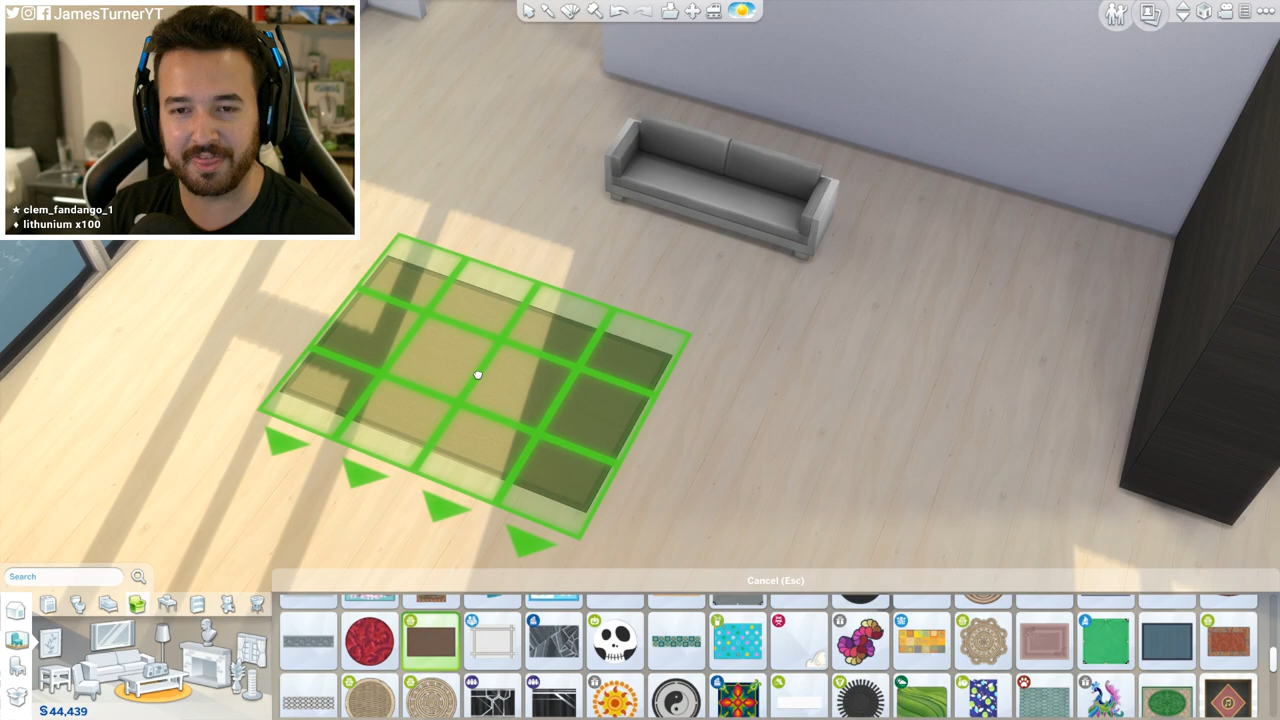 JamesTurnerYT
★ clem_fandango_1
♦ lithunium x100
Cancel (Esc)
Search
§44,439